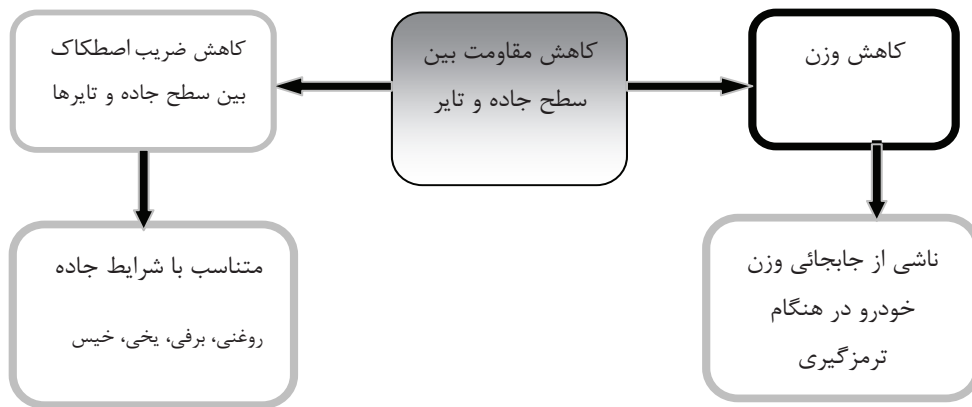 کاهش وزن
کاهش مقاومت بین
سطح جاده و تایر
کاهش ضریب اصطکاک
بین سطح جاده و تایرها
ناشی از جابجائی وزن
خودرو در هنگام
ترمزگیری
متناسب با شرایط جاده
روغنی، برفی، یخی، خیس